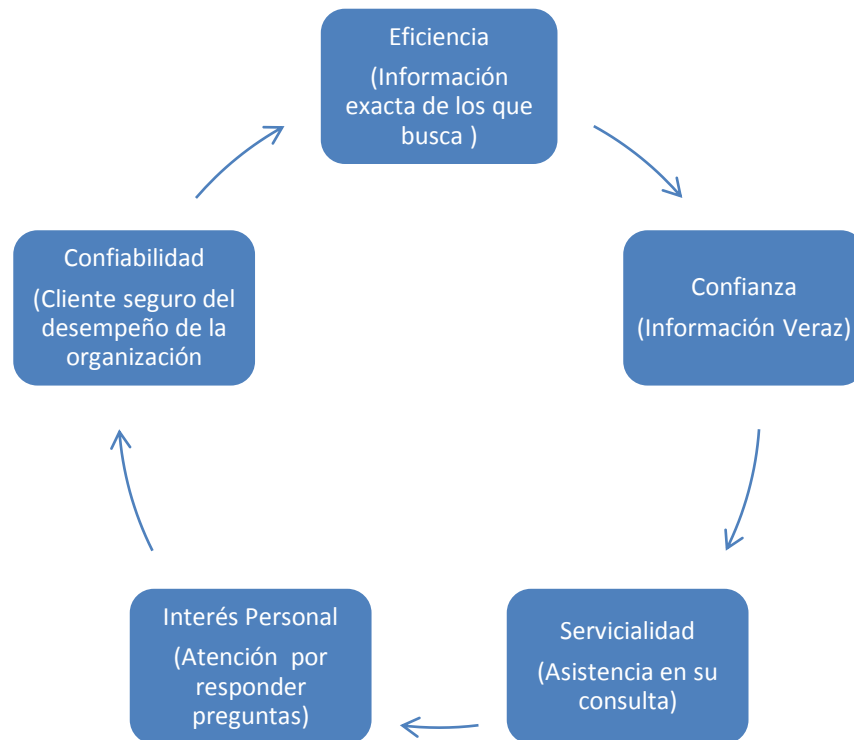 Eficiencia
(Información
exacta de los que
busca )
Confianza
(Información Veraz)
Servicialidad
(Asistencia en su
consulta)
Interés Personal
(Atención por
responder
preguntas)
Confiabilidad
(Cliente seguro del
desempeño de la
organización